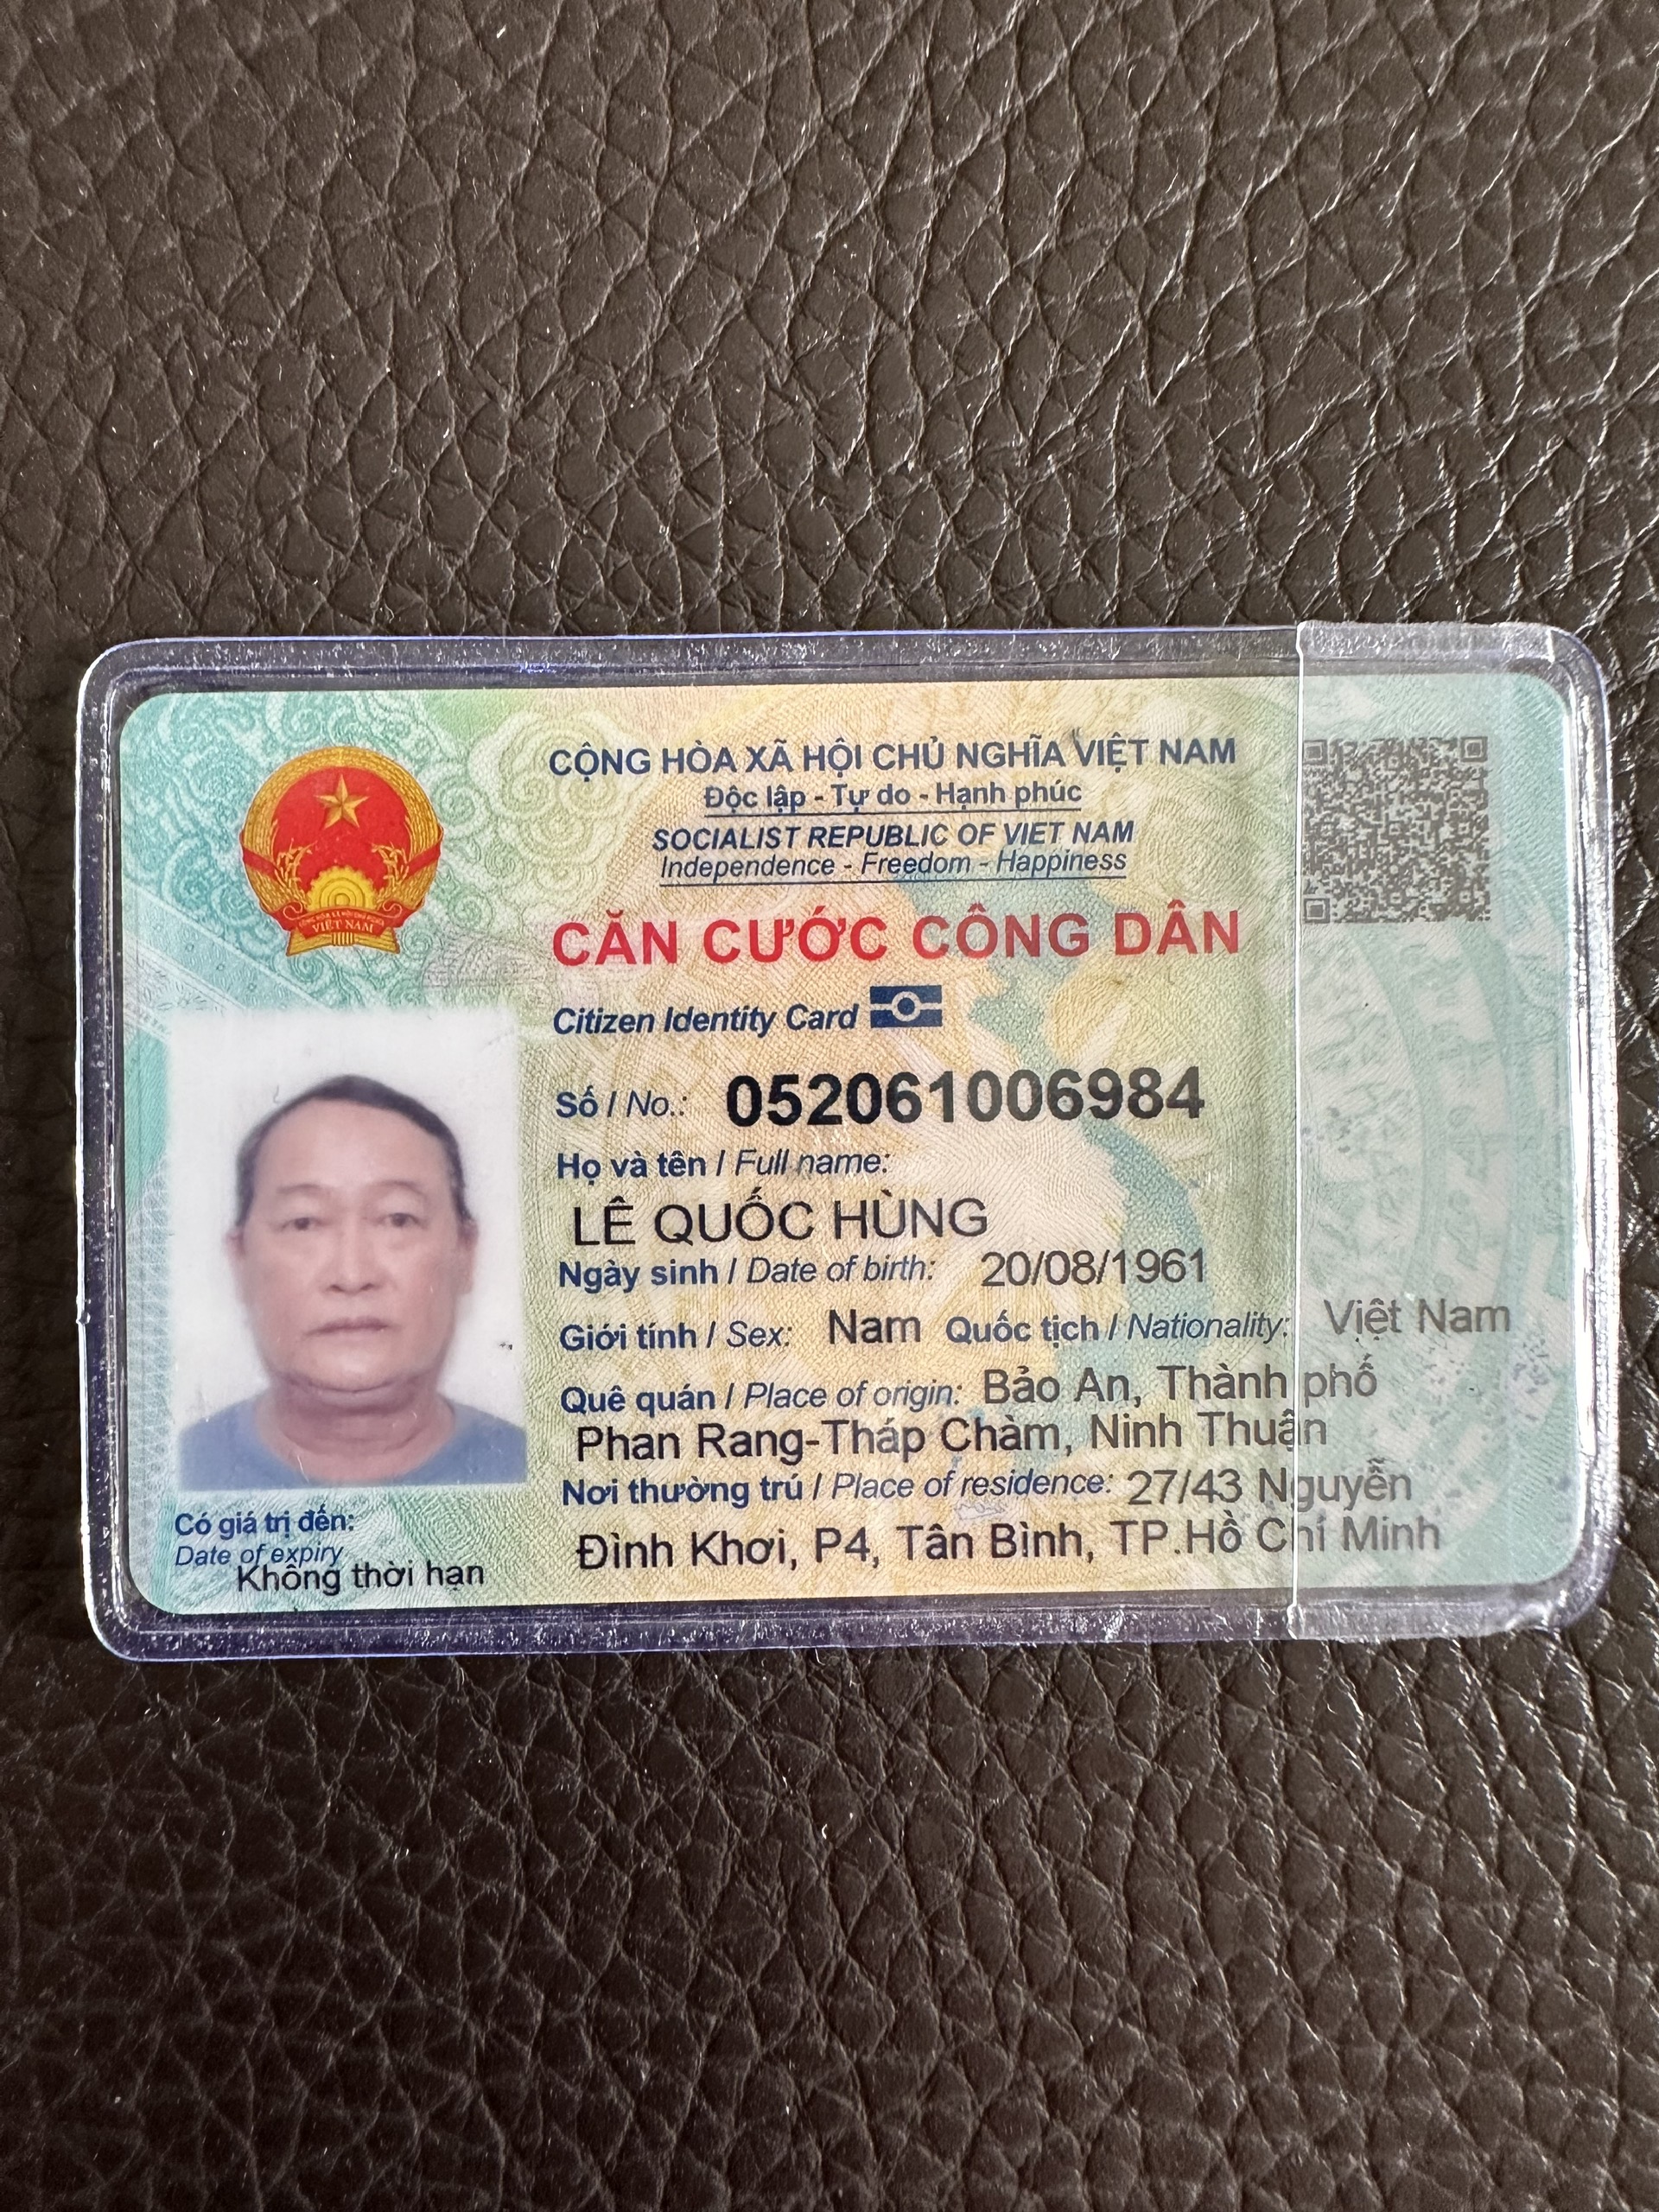 CỘNG HÒA XÃ HỘI CHỦ NGHĨA VIỆT NAM
Độc lập - Tự do - Hạnh phúc
SOCIALIST REPUBLIC OF VIET NAM
Independence - Freedom - Happiness
CĂN CƯỚC CÔNG DÂN
Citizen Identity Card
Số / No.: 052061006984
Họ và tên / Full name:
LÊ QUỐC HÙNG
Ngày sinh / Date of birth: 20/08/1961
Giới tính / Sex: Nam Quốc tịch / Nationality: Việt Nam
Quê quán / Place of origin: Bảo An, Thành phố
Phan Rang-Tháp Chàm, Ninh Thuận
Nơi thường trú / Place of residence: 27/43 Nguyễn
Đình Khơi, P4, Tân Bình, TP.Hồ Chí Minh
Có giá trị đến:
Date of expiry
Không thời hạn
VIỆT NAM